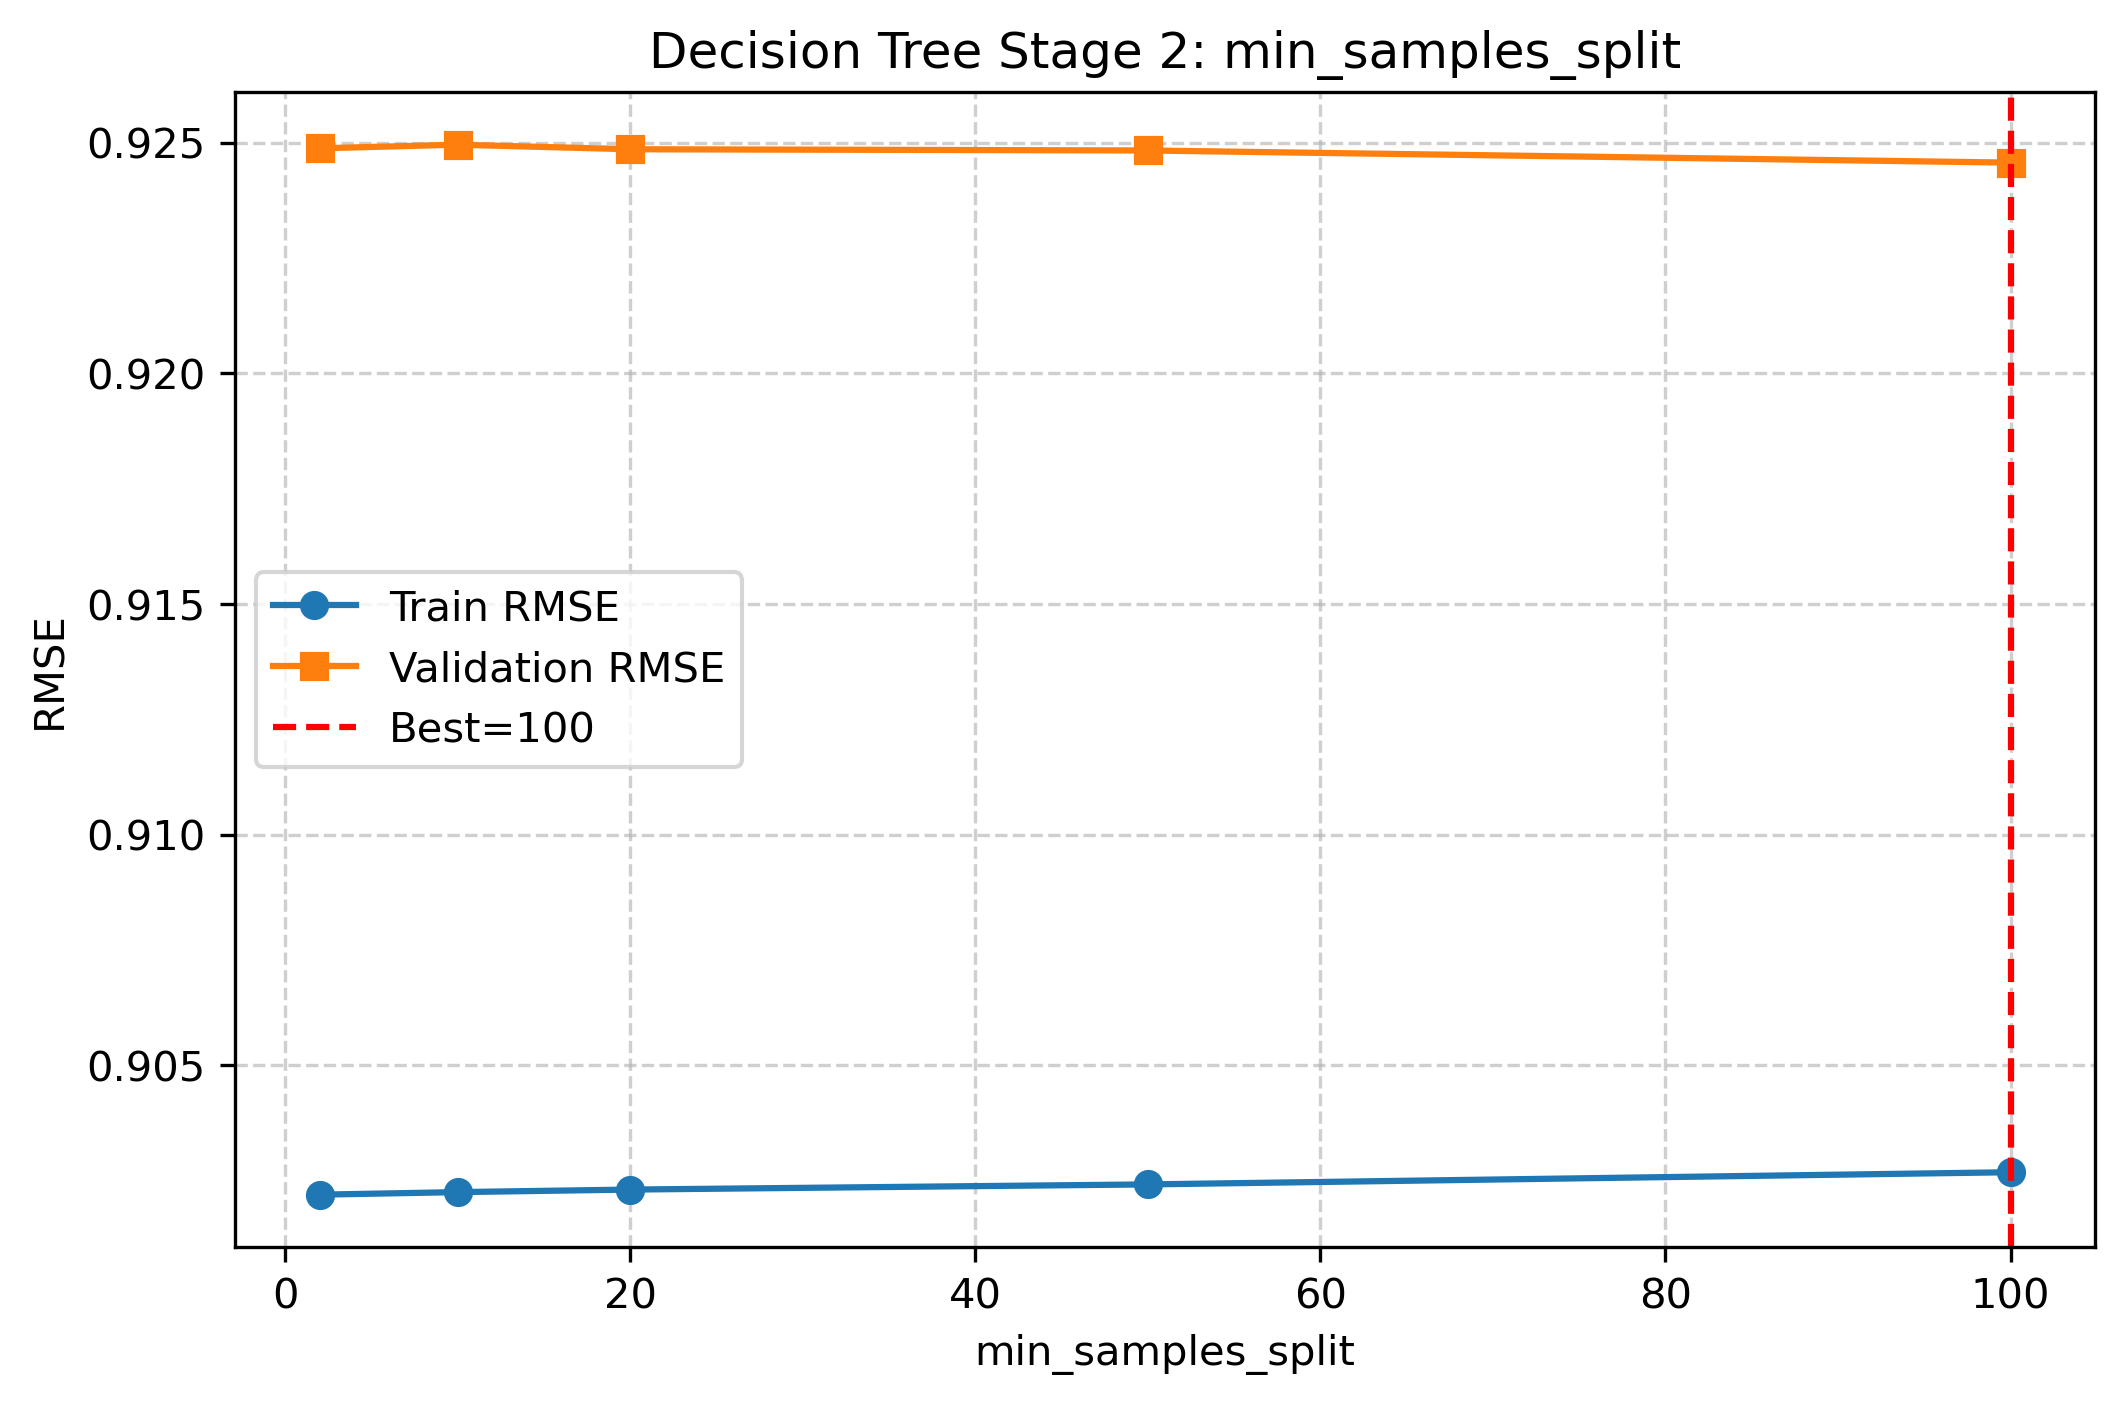 Decision Tree Stage 2: min_samples_split
0.925
0.920
0.915
0.910
0.905
RMSE
Train RMSE
Validation RMSE
Best=100
0 20 40 60 80 100
min_samples_split